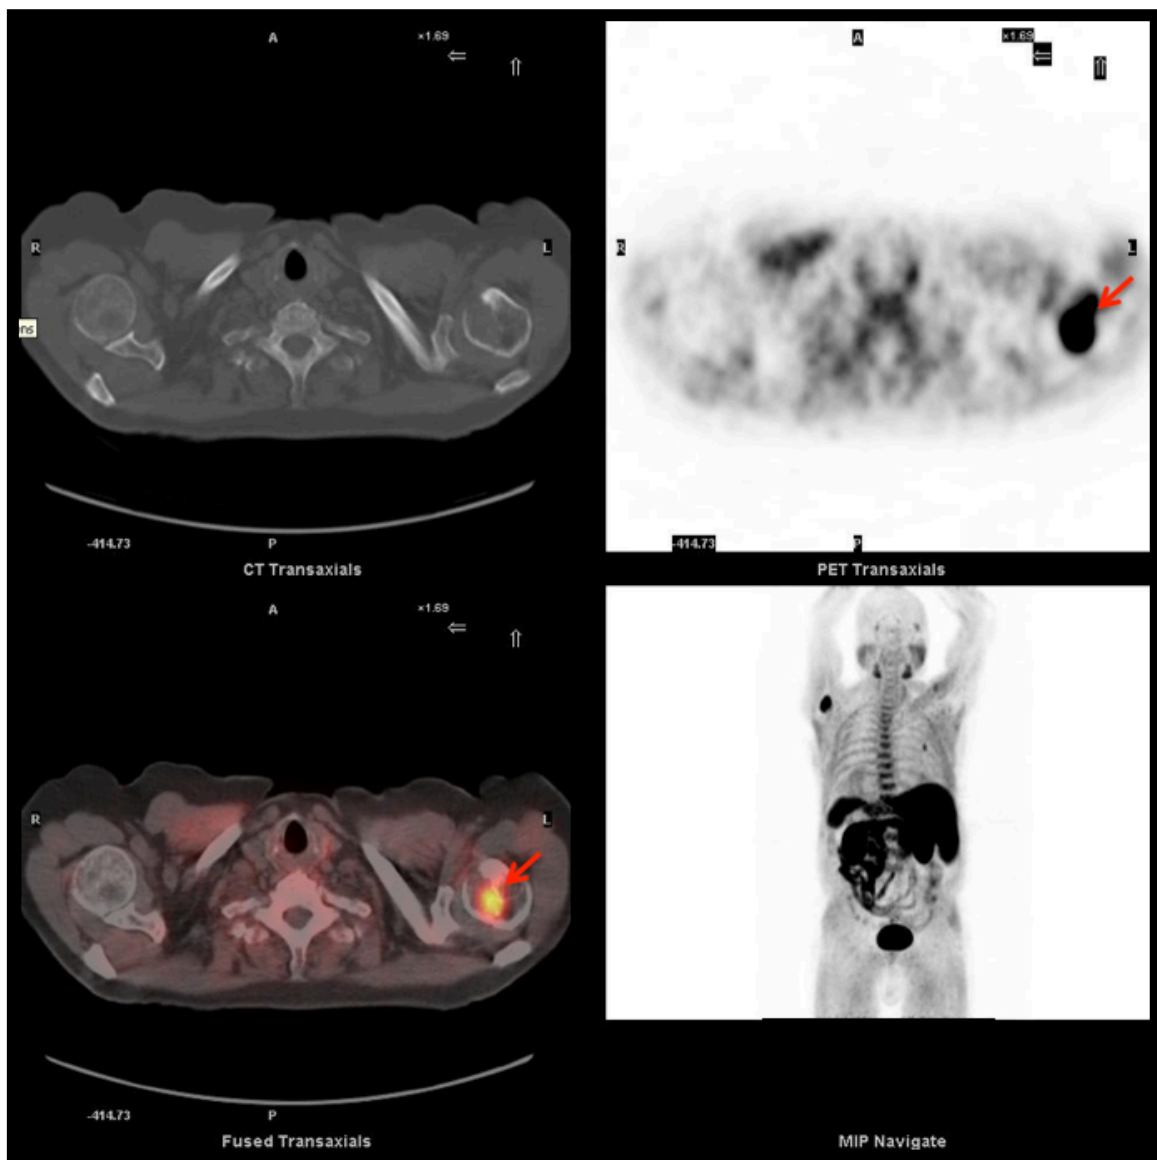 A
×1.69
⇐
⇑
R
L
ns
-414.73
P
CT Transaxials
A
×1.69
⇐
⇑
R
L
-414.73
P
PET Transaxials
A
×1.69
⇐
⇑
R
L
-414.73
P
Fused Transaxials
MIP Navigate